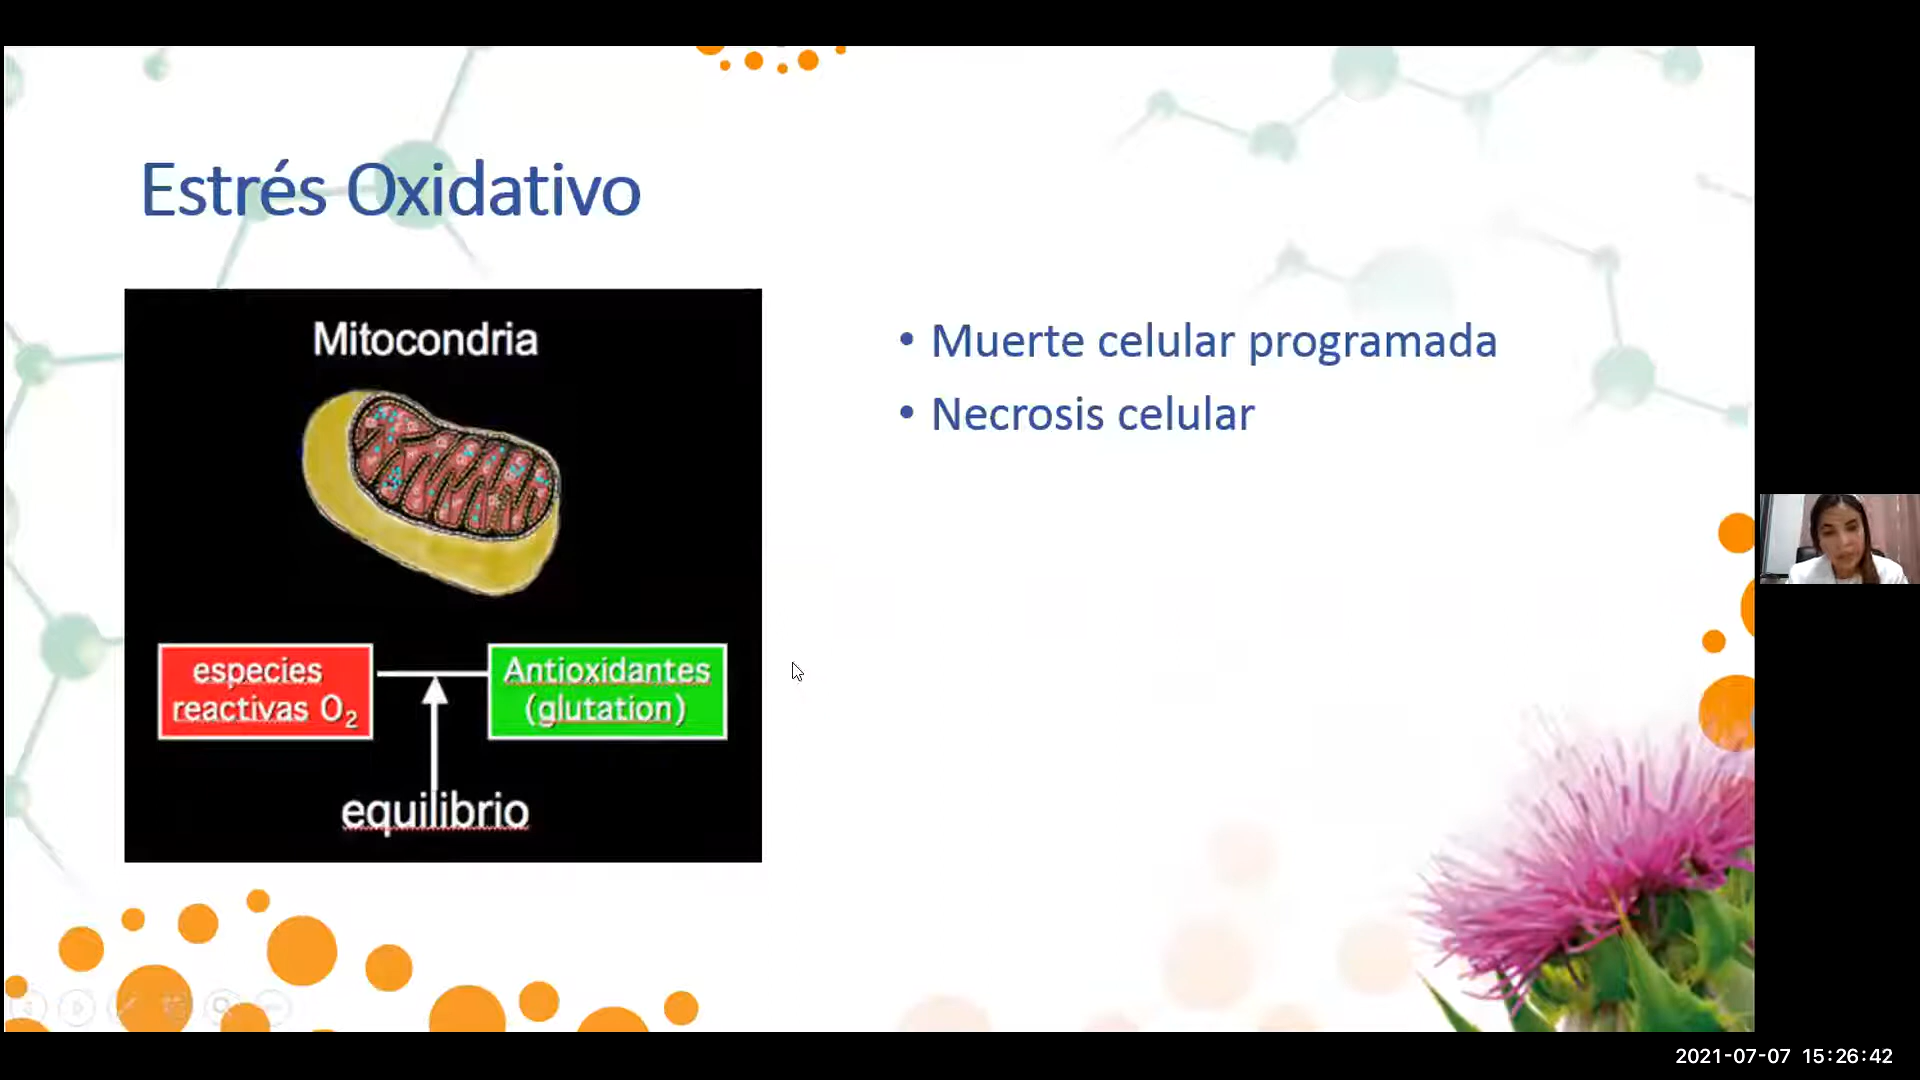 Estrés Oxidativo
Mitocondria
especies
reactivas O₂
Antioxidantes
(glutation)
equilibrio
• Muerte celular programada
• Necrosis celular
2021-07-07 15:26:42